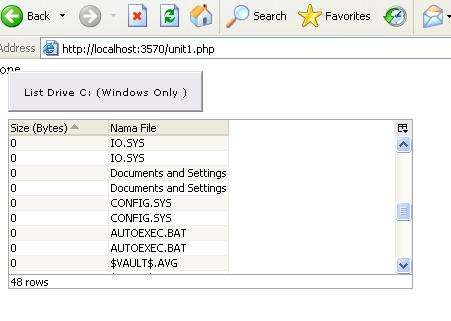 Back Search Favorites
Address http://localhost:3570/unit1.php
one
List Drive C: (Windows Only )
Size (Bytes) Nama File
0 IO.SYS
0 IO.SYS
0 Documents and Settings
0 Documents and Settings
0 CONFIG.SYS
0 CONFIG.SYS
0 AUTOEXEC.BAT
0 AUTOEXEC.BAT
0 $VAULT$.AVG
48 rows